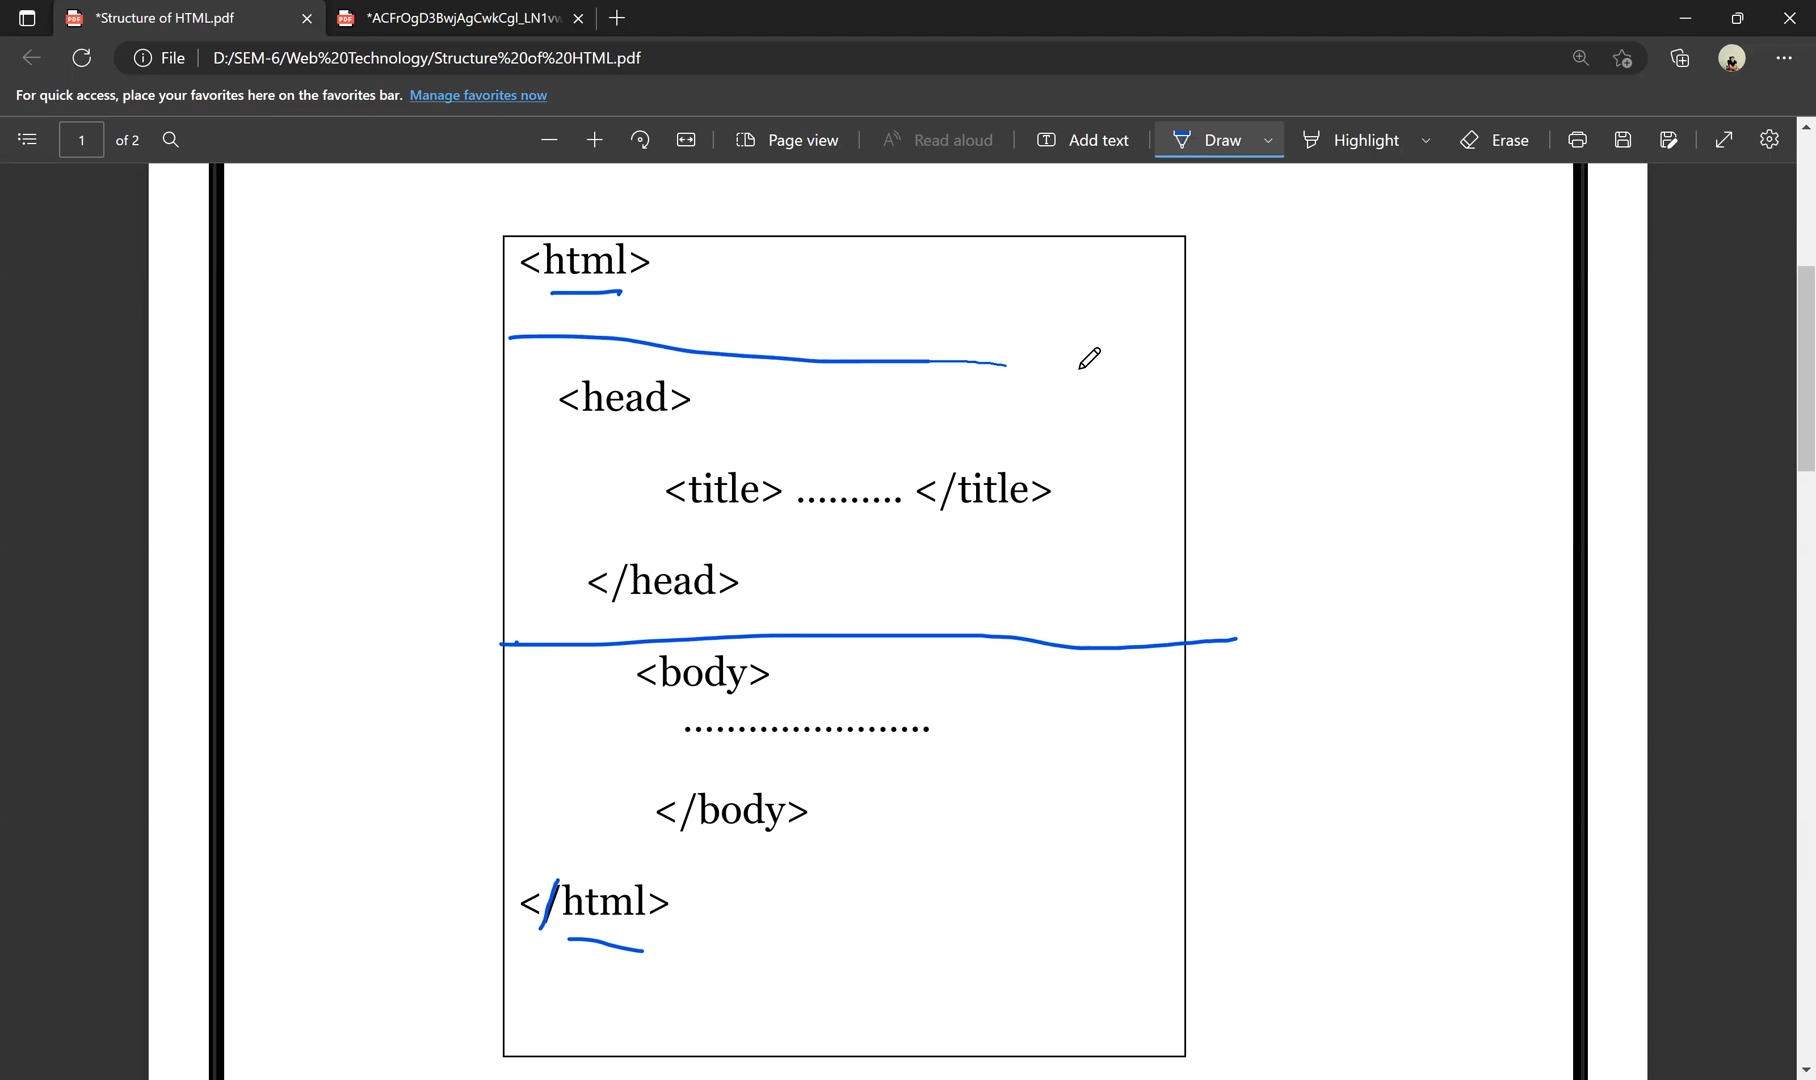 *Structure of HTML.pdf
*ACFrOgD3BwjAgCwkCgl_LN1vw
File
D:/SEM-6/Web%20Technology/Structure%20of%20HTML.pdf
For quick access, place your favorites here on the favorites bar. Manage favorites now
1 of 2
Page view
Read aloud
Add text
Draw
Highlight
Erase
<html>
<head>
<title> .......... </title>
</head>
<body>
.......................
</body>
</html>